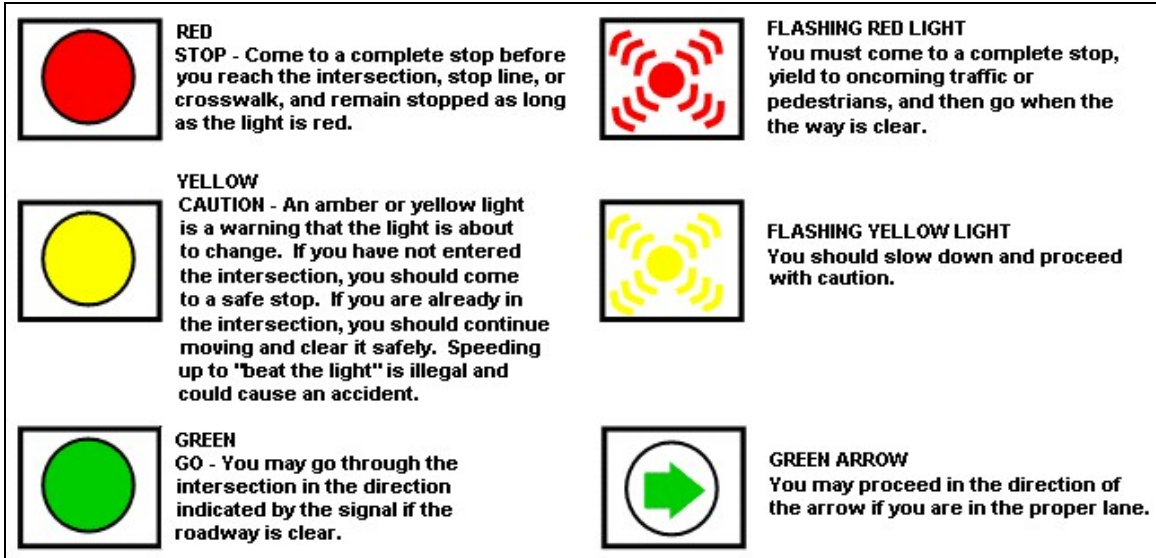 RED
STOP - Come to a complete stop before
you reach the intersection, stop line, or
crosswalk, and remain stopped as long
as the light is red.
FLASHING RED LIGHT
You must come to a complete stop,
yield to oncoming traffic or
pedestrians, and then go when the
the way is clear.
YELLOW
CAUTION - An amber or yellow light
is a warning that the light is about
to change. If you have not entered
the intersection, you should come
to a safe stop. If you are already in
the intersection, you should continue
moving and clear it safely. Speeding
up to "beat the light" is illegal and
could cause an accident.
FLASHING YELLOW LIGHT
You should slow down and proceed
with caution.
GREEN
GO - You may go through the
intersection in the direction
indicated by the signal if the
roadway is clear.
GREEN ARROW
You may proceed in the direction of
the arrow if you are in the proper lane.